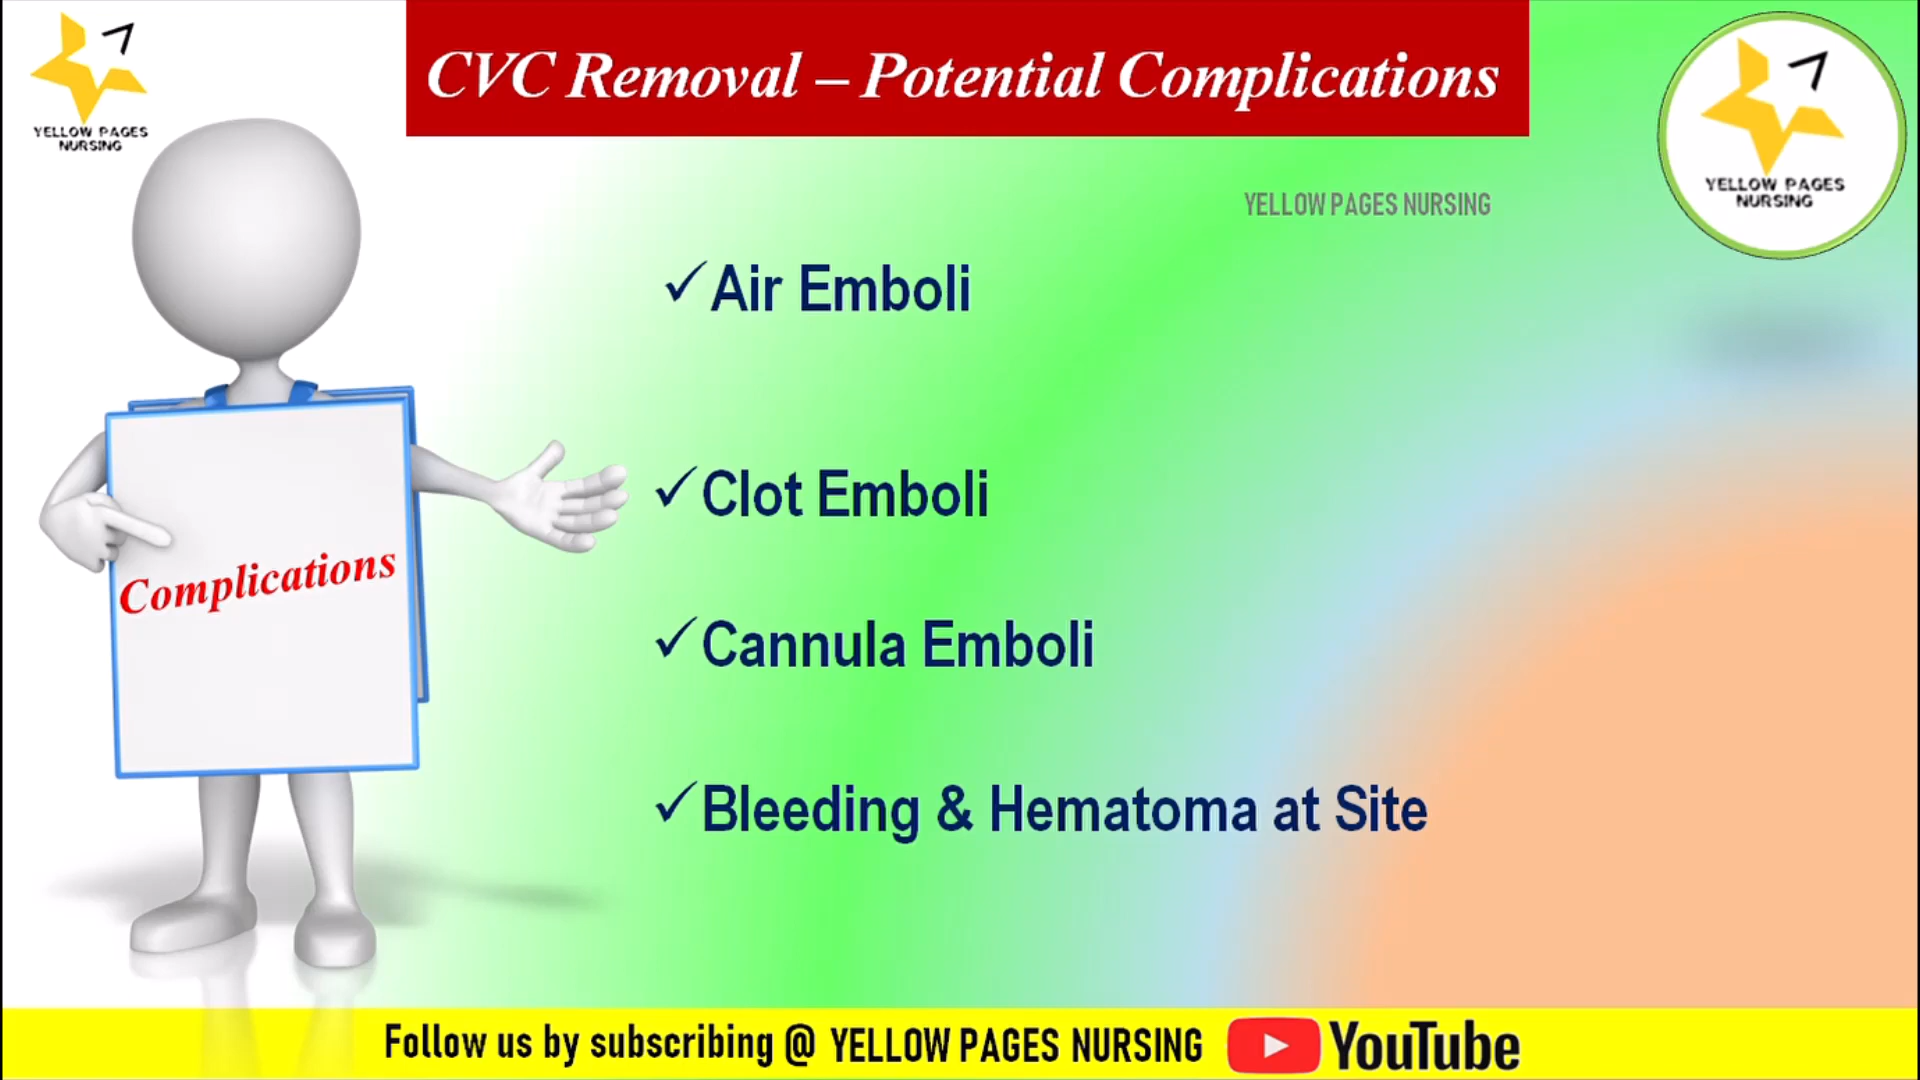 YELLOW PAGES
NURSING
CVC Removal – Potential Complications
YELLOW PAGES
NURSING
YELLOW PAGES NURSING
✓Air Emboli
✓Clot Emboli
✓Cannula Emboli
✓Bleeding & Hematoma at Site
Complications
Follow us by subscribing @ YELLOW PAGES NURSING YouTube